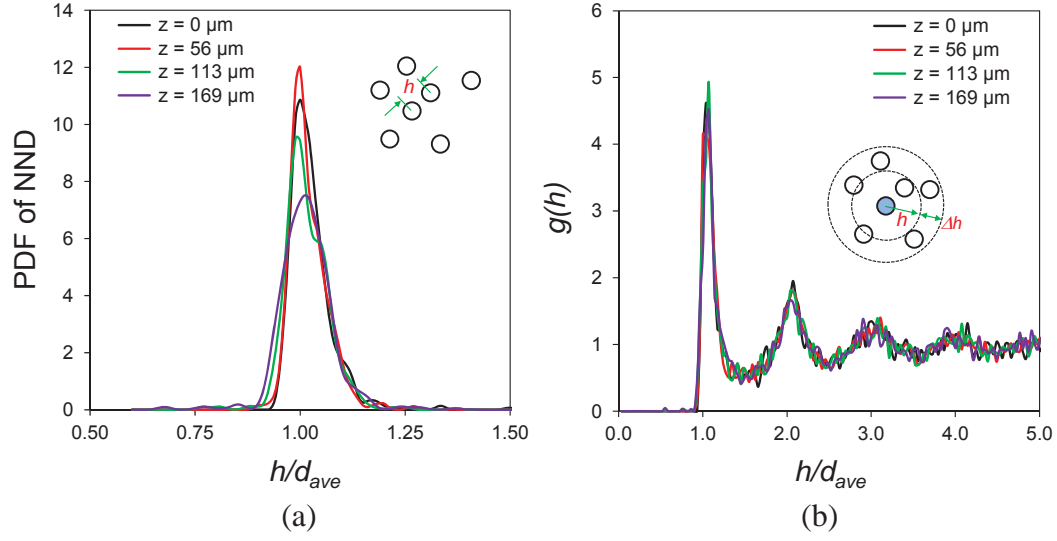 14
12
10
8
6
4
2
0
PDF of NND
z = 0 μm
z = 56 μm
z = 113 μm
z = 169 μm
h
0.50
0.75
1.00
1.25
1.50
h/d_ave
(a)
6
5
4
3
2
1
0
g(h)
z = 0 μm
z = 56 μm
z = 113 μm
z = 169 μm
h
Δh
0.0
1.0
2.0
3.0
4.0
5.0
h/d_ave
(b)